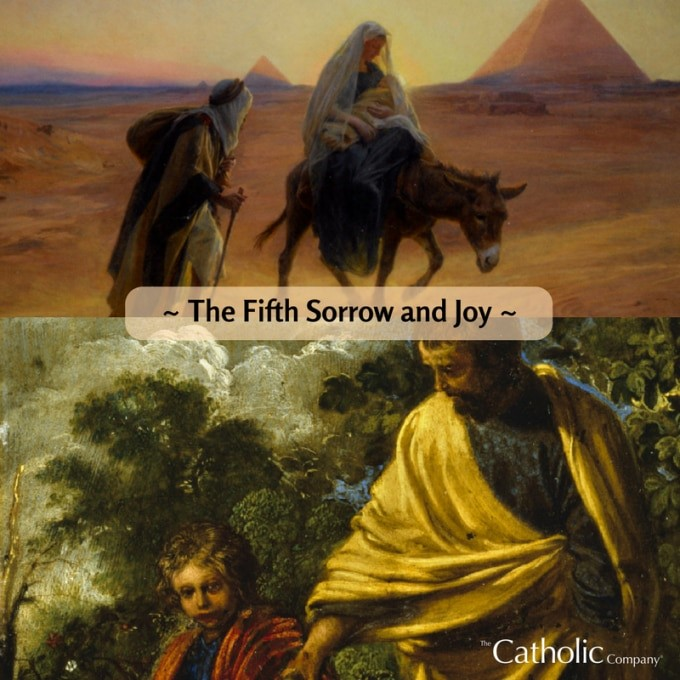 ~ The Fifth Sorrow and Joy ~
The Catholic Company